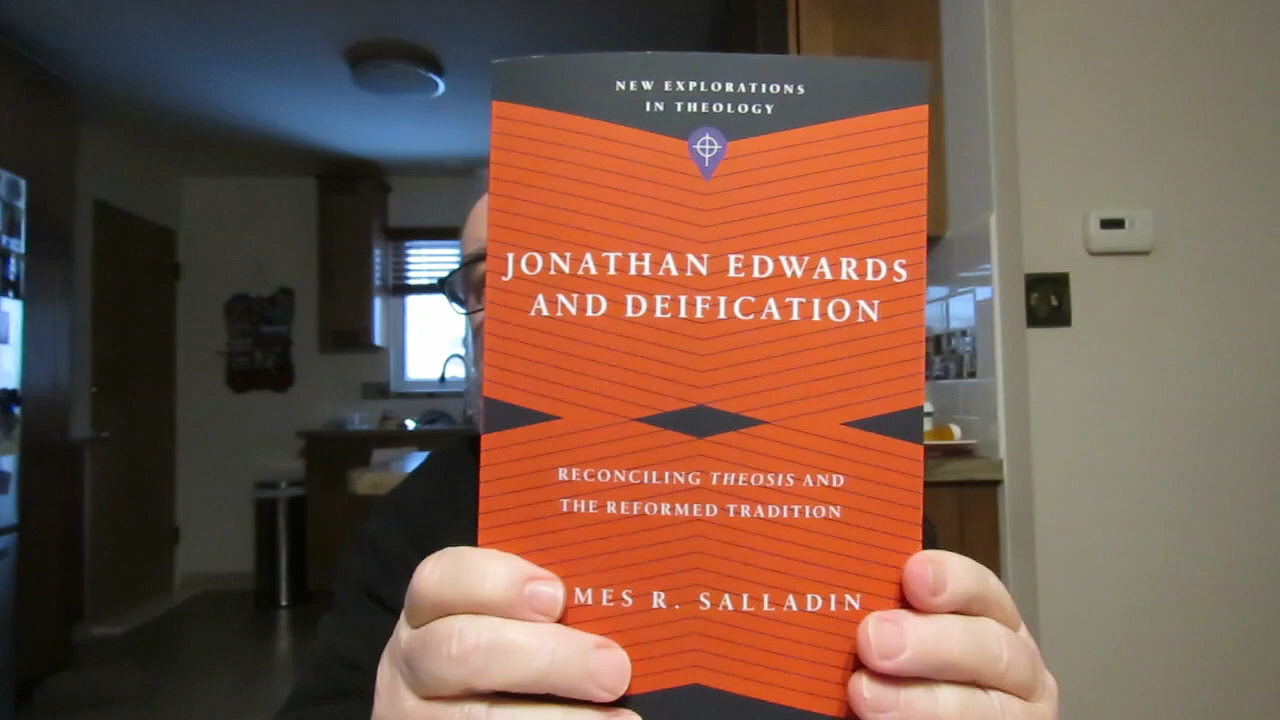 NEW EXPLORATIONS
IN THEOLOGY
JONATHAN EDWARDS
AND DEIFICATION
RECONCILING THEOSIS AND
THE REFORMED TRADITION
MES R. SALLADIN